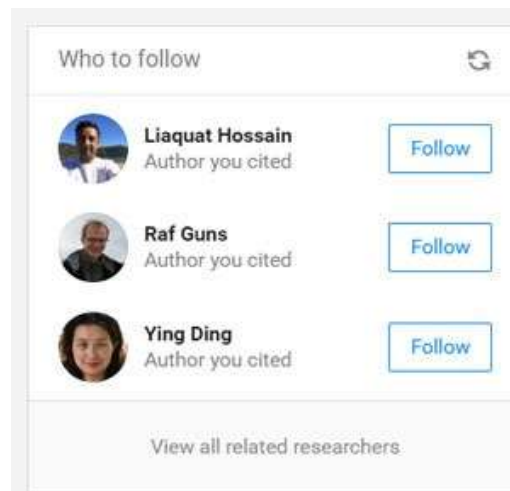 Who to follow
Liaquat Hossain
Author you cited
Follow
Raf Guns
Author you cited
Follow
Ying Ding
Author you cited
Follow
View all related researchers